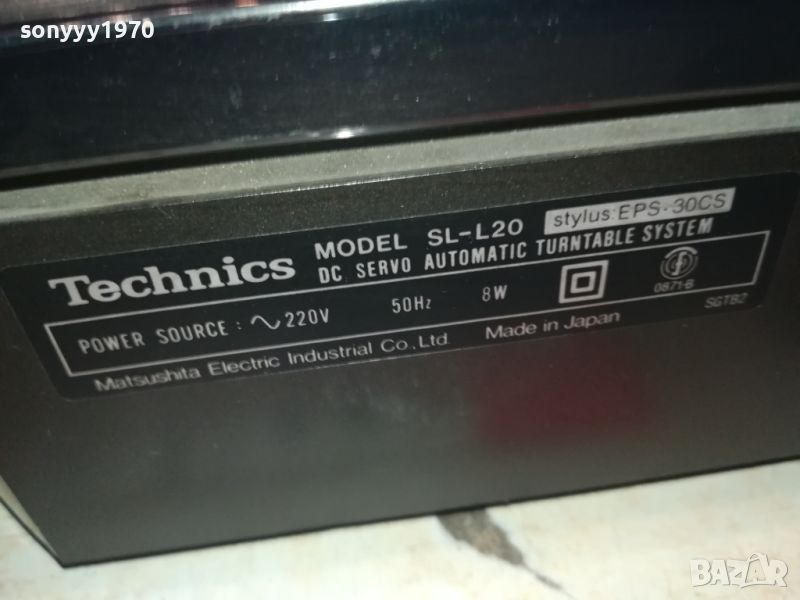 sonyyy1970
Technics MODEL SL-L20 stylus:EPS-30CS
DC SERVO AUTOMATIC TURNTABLE SYSTEM
POWER SOURCE : ~ 220V 50Hz 8W 0871-B
Matsushita Electric Industrial Co.,Ltd. Made in Japan SGT82
BAZAR